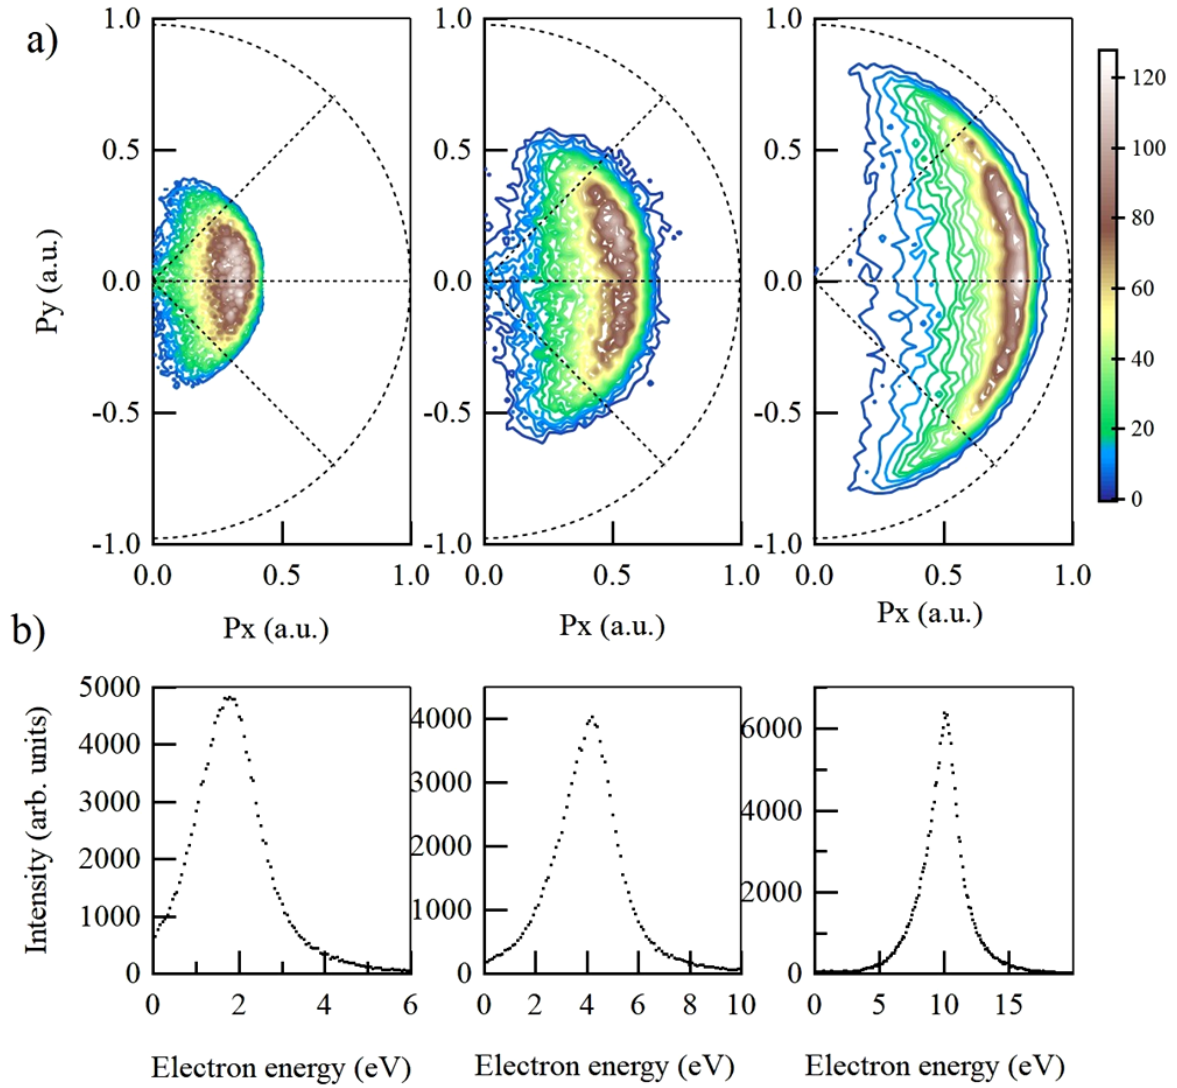 a)
1.0 1.0 1.0
0.5 0.5 0.5
0.0 0.0 0.0
-0.5 -0.5 -0.5
-1.0 -1.0 -1.0
Py (a.u.)
0.0 0.5 1.0 0.0 0.5 1.0 0.0 0.5 1.0
Px (a.u.) Px (a.u.) Px (a.u.)
120
100
80
60
40
20
0
b)
Intensity (arb. units)
5000
4000
3000
2000
1000
0
4000
3000
2000
1000
0
6000
4000
2000
0
0 2 4 6 0 2 4 6 8 10 0 5 10 15
Electron energy (eV) Electron energy (eV) Electron energy (eV)